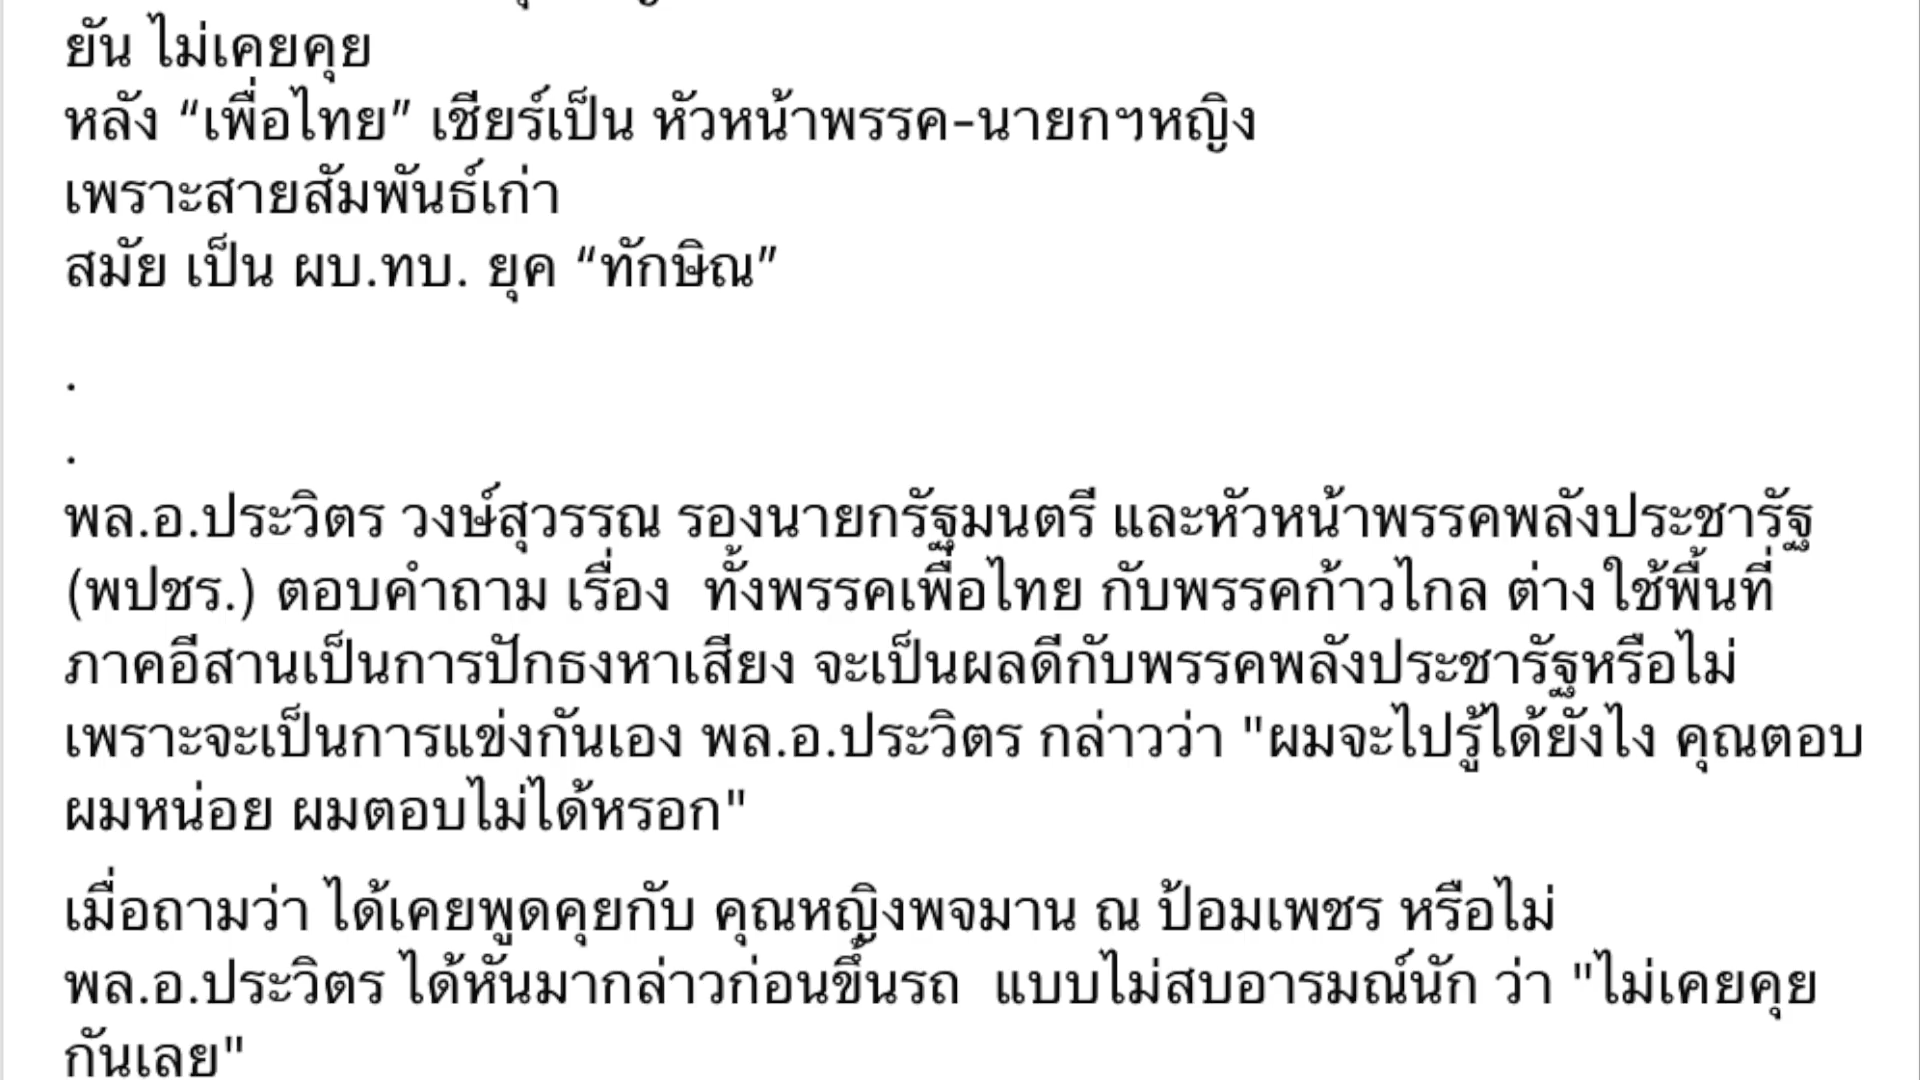 ยัน ไม่เคยคุย
หลัง “เพื่อไทย” เชียร์เป็น หัวหน้าพรรค-นายกฯหญิง
เพราะสายสัมพันธ์เก่า
สมัย เป็น ผบ.ทบ. ยุค “ทักษิณ”
.
.
พล.อ.ประวิตร วงษ์สุวรรณ รองนายกรัฐมนตรี และหัวหน้าพรรคพลังประชารัฐ
(พปชร.) ตอบคำถาม เรื่อง  ทั้งพรรคเพื่อไทย กับพรรคก้าวไกล ต่างใช้พื้นที่
ภาคอีสานเป็นการปักธงหาเสียง จะเป็นผลดีกับพรรคพลังประชารัฐหรือไม่
เพราะจะเป็นการแข่งกันเอง พล.อ.ประวิตร กล่าวว่า "ผมจะไปรู้ได้ยังไง คุณตอบ
ผมหน่อย ผมตอบไม่ได้หรอก"
เมื่อถามว่า ได้เคยพูดคุยกับ คุณหญิงพจมาน ณ ป้อมเพชร หรือไม่
พล.อ.ประวิตร ได้หันมากล่าวก่อนขึ้นรถ  แบบไม่สบอารมณ์นัก ว่า "ไม่เคยคุย
กันเลย"